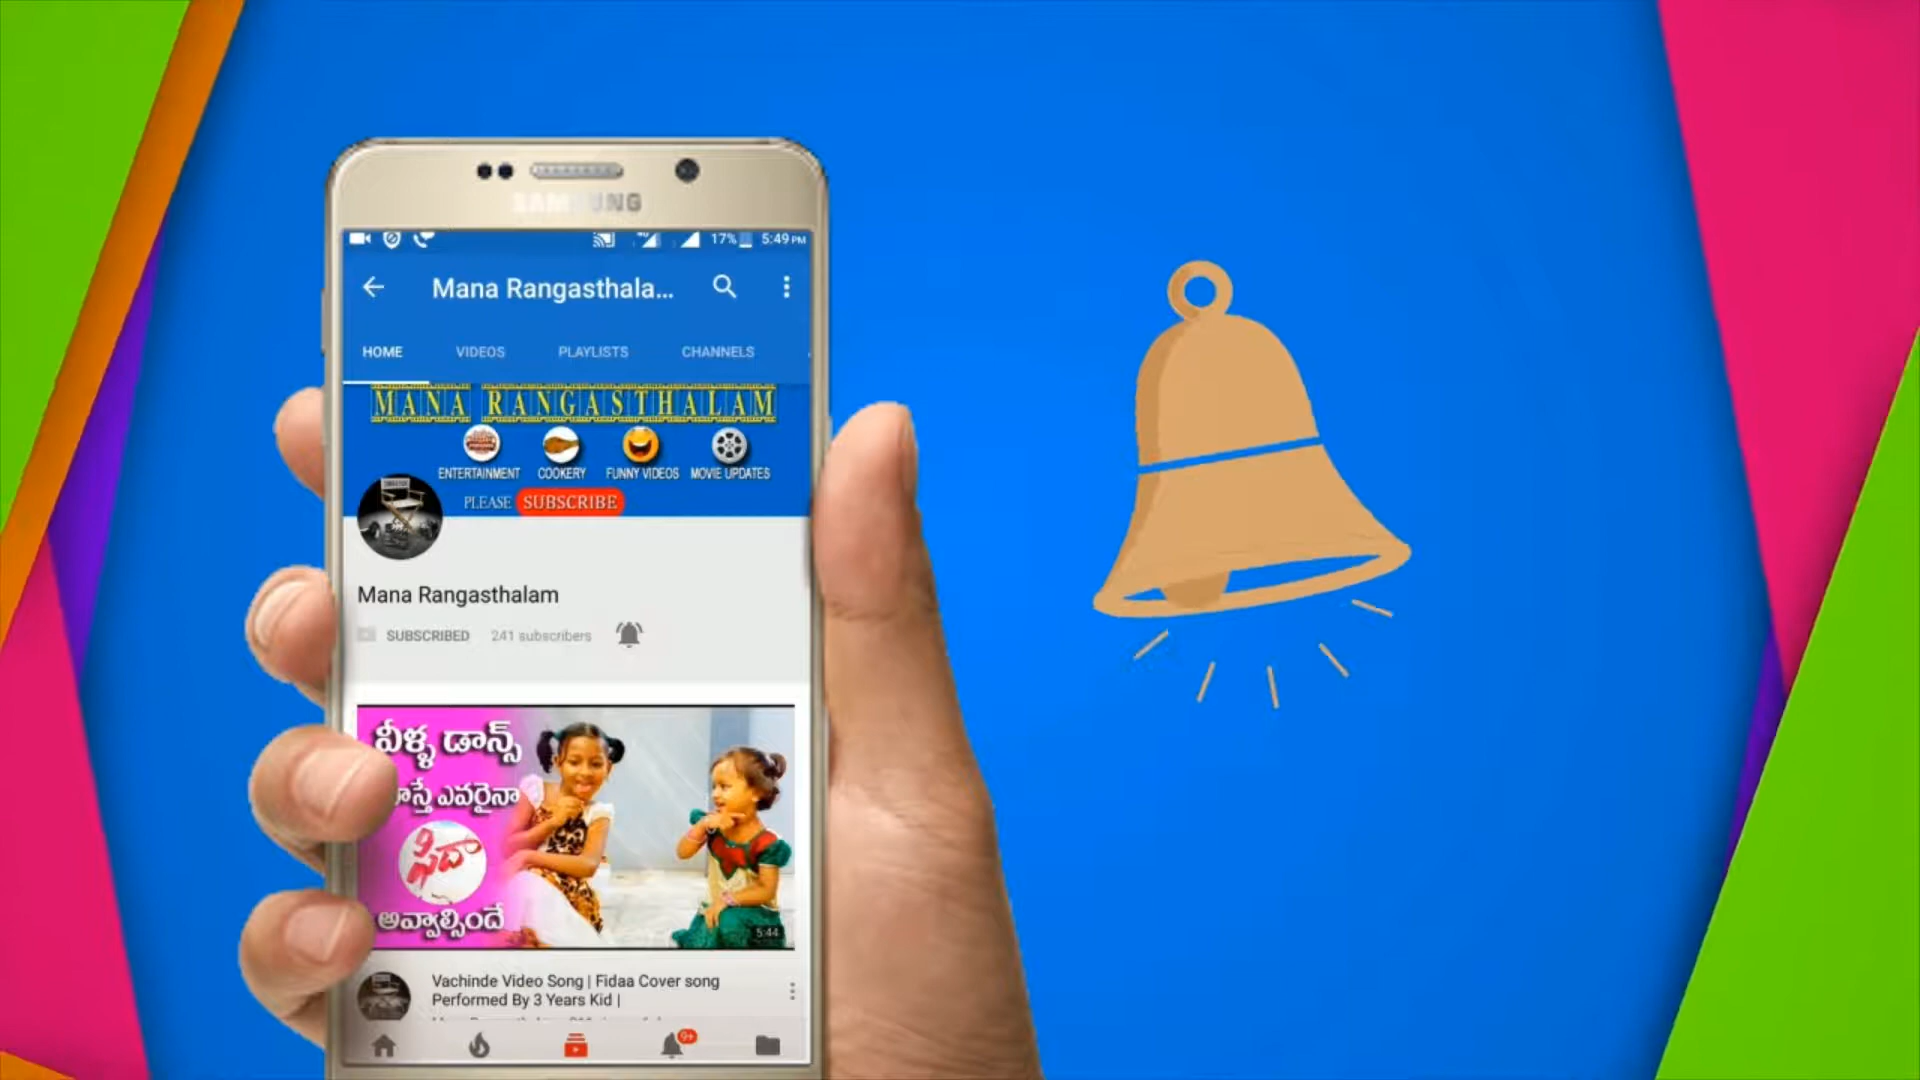 SAMSUNG
17% 5:49 PM
Mana Rangasthala...
HOME VIDEOS PLAYLISTS CHANNELS
MANA RANGASTHALAM
ENTERTAINMENT COOKERY FUNNY VIDEOS MOVIE UPDATES
PLEASE SUBSCRIBE
Mana Rangasthalam
SUBSCRIBED 241 subscribers
వీళ్ళ డాన్స్
ఎవరైనా
ఫిదా
అవ్వాల్సిందే
5:44
Vachinde Video Song | Fidaa Cover song
Performed By 3 Years Kid |
9+